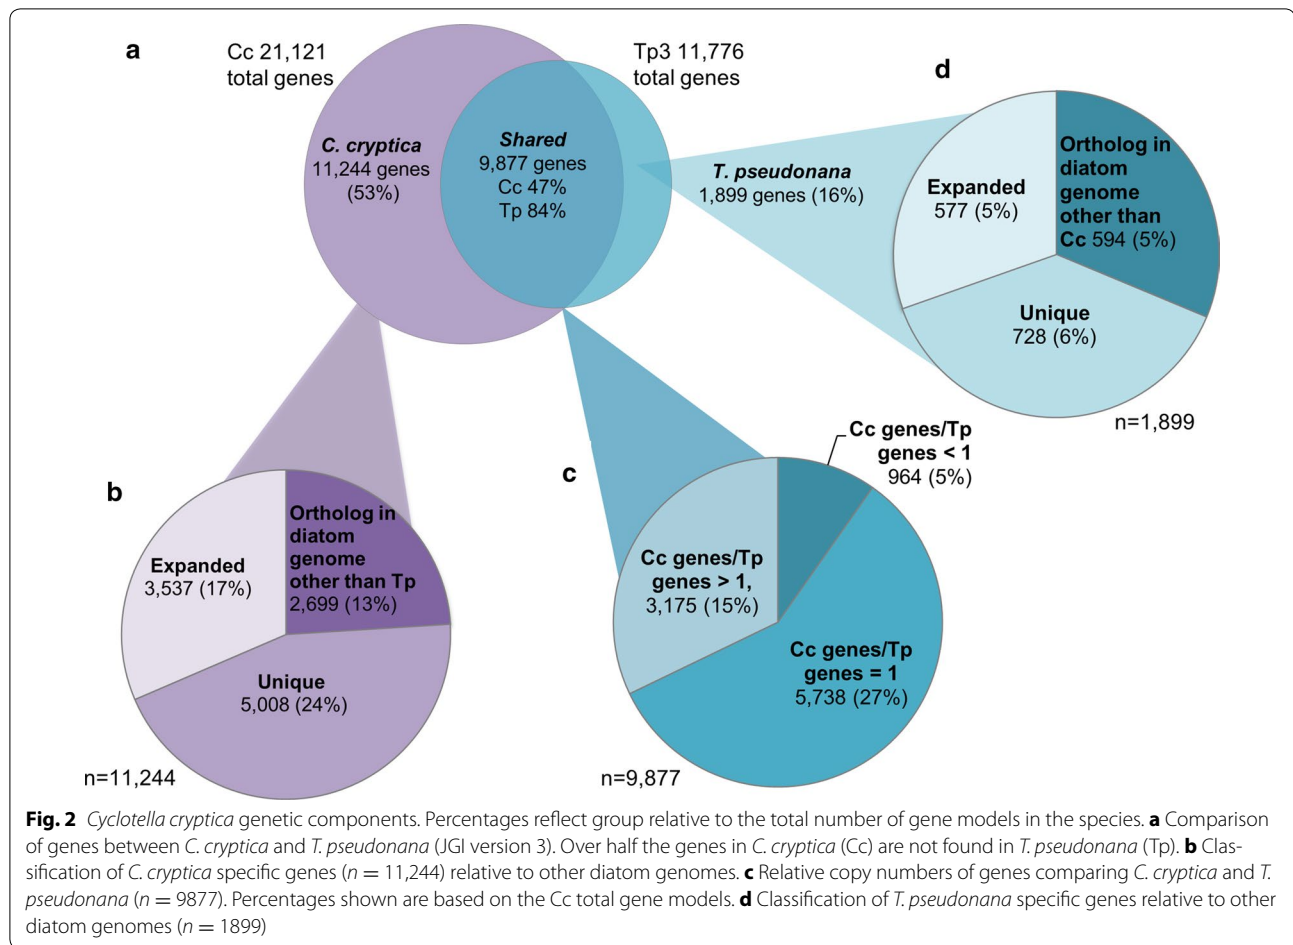 a
Cc 21,121
total genes
Tp3 11,776
total genes
C. cryptica
11,244 genes
(53%)
Shared
9,877 genes
Cc 47%
Tp 84%
T. pseudonana
1,899 genes (16%)
d
Expanded
577 (5%)
Ortholog in
diatom
genome
other than
Cc 594 (5%)
Unique
728 (6%)
n=1,899
b
Expanded
3,537 (17%)
Ortholog in
diatom
genome
other than Tp
2,699 (13%)
Unique
5,008 (24%)
n=11,244
c
Cc genes/Tp
genes < 1
964 (5%)
Cc genes/Tp
genes > 1,
3,175 (15%)
Cc genes/Tp
genes = 1
5,738 (27%)
n=9,877
Fig. 2 Cyclotella cryptica genetic components. Percentages reflect group relative to the total number of gene models in the species. a Comparison
of genes between C. cryptica and T. pseudonana (JGI version 3). Over half the genes in C. cryptica (Cc) are not found in T. pseudonana (Tp). b Clas-
sification of C. cryptica specific genes (n = 11,244) relative to other diatom genomes. c Relative copy numbers of genes comparing C. cryptica and T.
pseudonana (n = 9877). Percentages shown are based on the Cc total gene models. d Classification of T. pseudonana specific genes relative to other
diatom genomes (n = 1899)